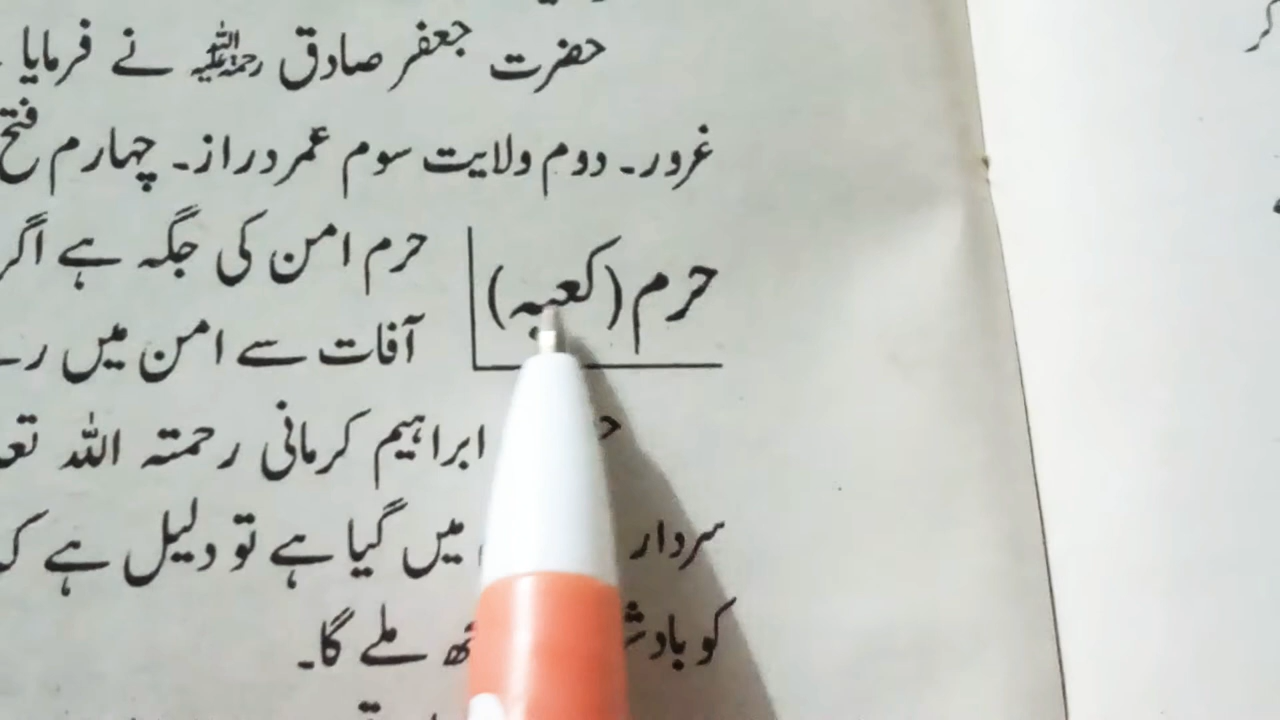 حضرت جعفر صادق رحمۃ اللہ علیہ نے فرمایا
غرور۔ دوم ولایت سوم عمر دراز۔ چہارم فتح
حرم (کعبہ)
حرم امن کی جگہ ہے اگر
آفات سے امن میں
ابراہیم کرمانی رحمتہ اللہ
سردار میں گیا ہے تو دلیل ہے
کو ملے گا۔